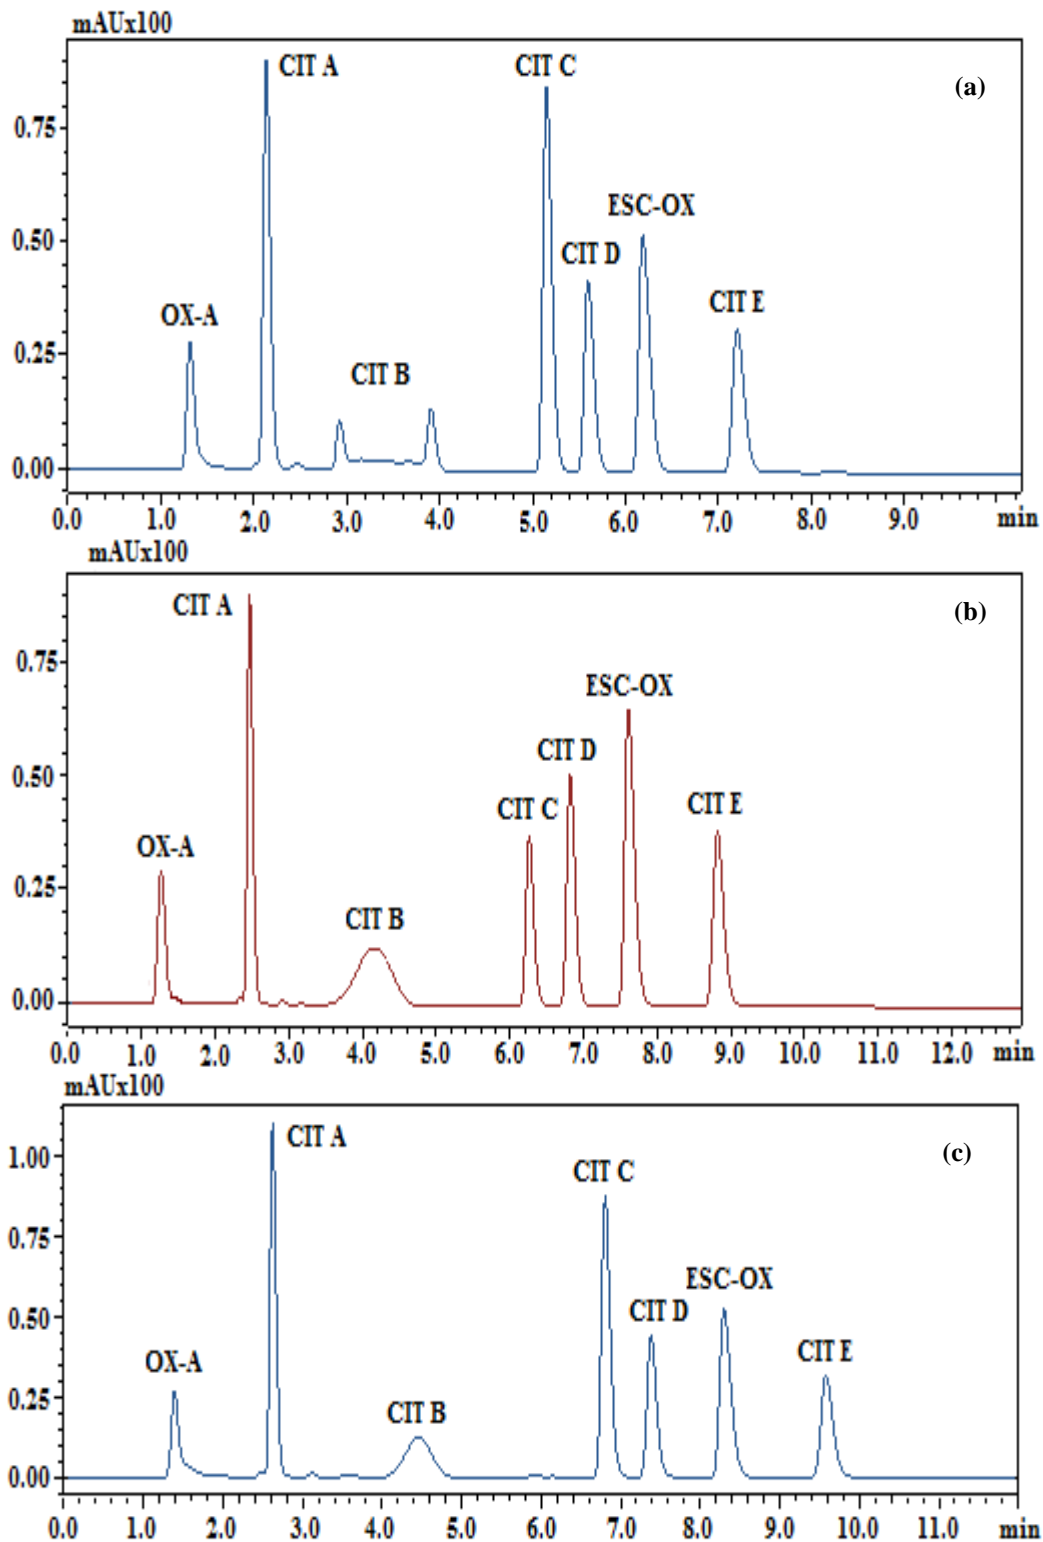 mAUx100
CIT A
CIT C
(a)
0.75
ESC-OX
0.50
CIT D
CIT E
OX-A
0.25
CIT B
0.00
0.0 1.0 2.0 3.0 4.0 5.0 6.0 7.0 8.0 9.0 min
mAUx100
CIT A
(b)
0.75
ESC-OX
CIT D
0.50
CIT C
CIT E
OX-A
0.25
CIT B
0.00
0.0 1.0 2.0 3.0 4.0 5.0 6.0 7.0 8.0 9.0 10.0 11.0 12.0 min
mAUx100
CIT A
(c)
1.00
CIT C
0.75
ESC-OX
0.50
CIT D
CIT E
OX-A
0.25
CIT B
0.00
0.0 1.0 2.0 3.0 4.0 5.0 6.0 7.0 8.0 9.0 10.0 11.0 min